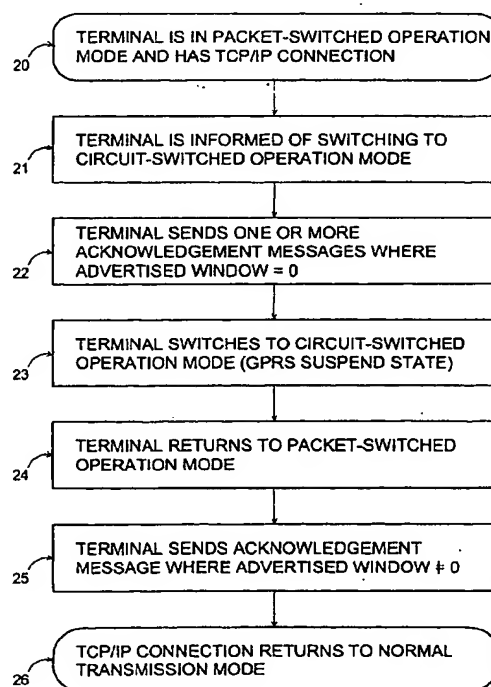 TERMINAL IS IN PACKET-SWITCHED OPERATION
MODE AND HAS TCP/IP CONNECTION
20
TERMINAL IS INFORMED OF SWITCHING TO
CIRCUIT-SWITCHED OPERATION MODE
21
TERMINAL SENDS ONE OR MORE
ACKNOWLEDGEMENT MESSAGES WHERE
ADVERTISED WINDOW = 0
22
TERMINAL SWITCHES TO CIRCUIT-SWITCHED
OPERATION MODE (GPRS SUSPEND STATE)
23
TERMINAL RETURNS TO PACKET-SWITCHED
OPERATION MODE
24
TERMINAL SENDS ACKNOWLEDGEMENT
MESSAGE WHERE ADVERTISED WINDOW ≠ 0
25
TCP/IP CONNECTION RETURNS TO NORMAL
TRANSMISSION MODE
26